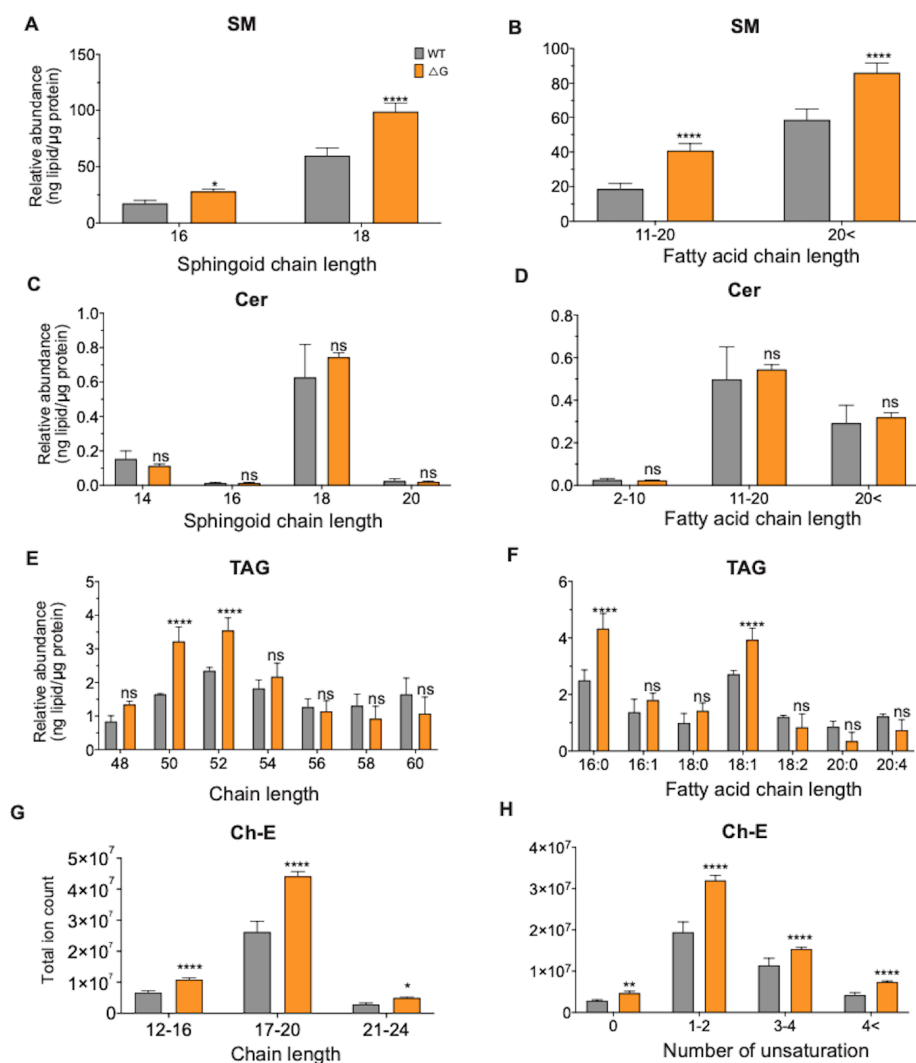 A
SM
WT
△G
Relative abundance
(ng lipid/µg protein)
150
100
50
0
*
****
16
18
Sphingoid chain length
B
SM
100
80
60
40
20
0
****
****
11-20
20<
Fatty acid chain length
C
Cer
Relative abundance
(ng lipid/µg protein)
1.0
0.8
0.6
0.4
0.2
0.0
ns
ns
ns
ns
14
16
18
20
Sphingoid chain length
D
Cer
0.8
0.6
0.4
0.2
0.0
ns
ns
ns
2-10
11-20
20<
Fatty acid chain length
E
TAG
Relative abundance
(ng lipid/µg protein)
5
4
3
2
1
0
ns
****
****
ns
ns
ns
ns
48
50
52
54
56
58
60
Chain length
F
TAG
6
4
2
0
****
ns
ns
****
ns
ns
ns
16:0
16:1
18:0
18:1
18:2
20:0
20:4
Fatty acid chain length
G
Ch-E
Total ion count
5×10⁷
4×10⁷
3×10⁷
2×10⁷
1×10⁷
0
****
****
*
12-16
17-20
21-24
Chain length
H
Ch-E
4×10⁷
3×10⁷
2×10⁷
1×10⁷
0
**
****
****
****
0
1-2
3-4
4<
Number of unsaturation